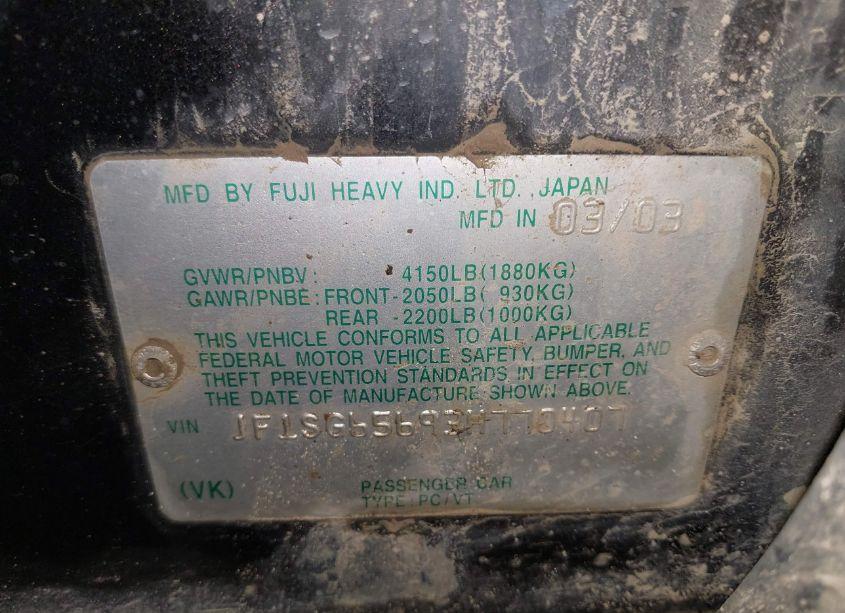 MFD BY FUJI HEAVY IND. LTD. JAPAN
MFD IN 03/03
GVWR/PNBV: 4150LB(1880KG)
GAWR/PNBE: FRONT-2050LB( 930KG)
REAR -2200LB(1000KG)
THIS VEHICLE CONFORMS TO ALL APPLICABLE
FEDERAL MOTOR VEHICLE SAFETY, BUMPER, AND
THEFT PREVENTION STANDARDS IN EFFECT ON
THE DATE OF MANUFACTURE SHOWN ABOVE.
VIN JF1SG65693H770407
(VK) PASSENGER CAR
TYPE: PC/VT